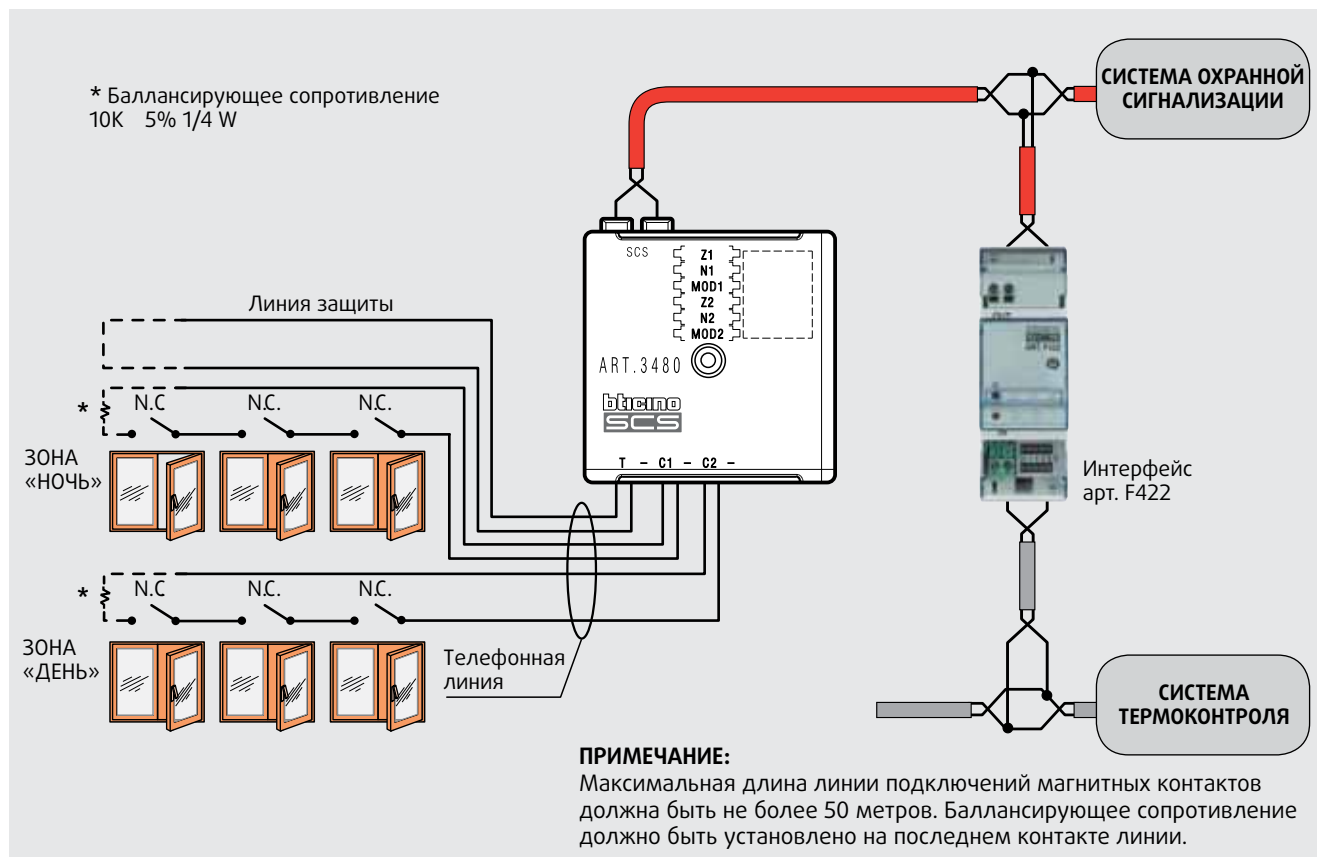 * Баллансирующее сопротивление
10K 5% 1/4 W
СИСТЕМА ОХРАННОЙ
СИГНАЛИЗАЦИИ
SCS
Z1
N1
MOD1
Z2
N2
MOD2
ART.3480
bticino
SCS
T - C1 - C2 -
Линия защиты
* N.C N.C. N.C.
ЗОНА
«НОЧЬ»
* N.C N.C. N.C.
ЗОНА
«ДЕНЬ»
Телефонная
линия
Интерфейс
арт. F422
СИСТЕМА
ТЕРМОКОНТРОЛЯ
ПРИМЕЧАНИЕ:
Максимальная длина линии подключений магнитных контактов
должна быть не более 50 метров. Баллансирующее сопротивление
должно быть установлено на последнем контакте линии.